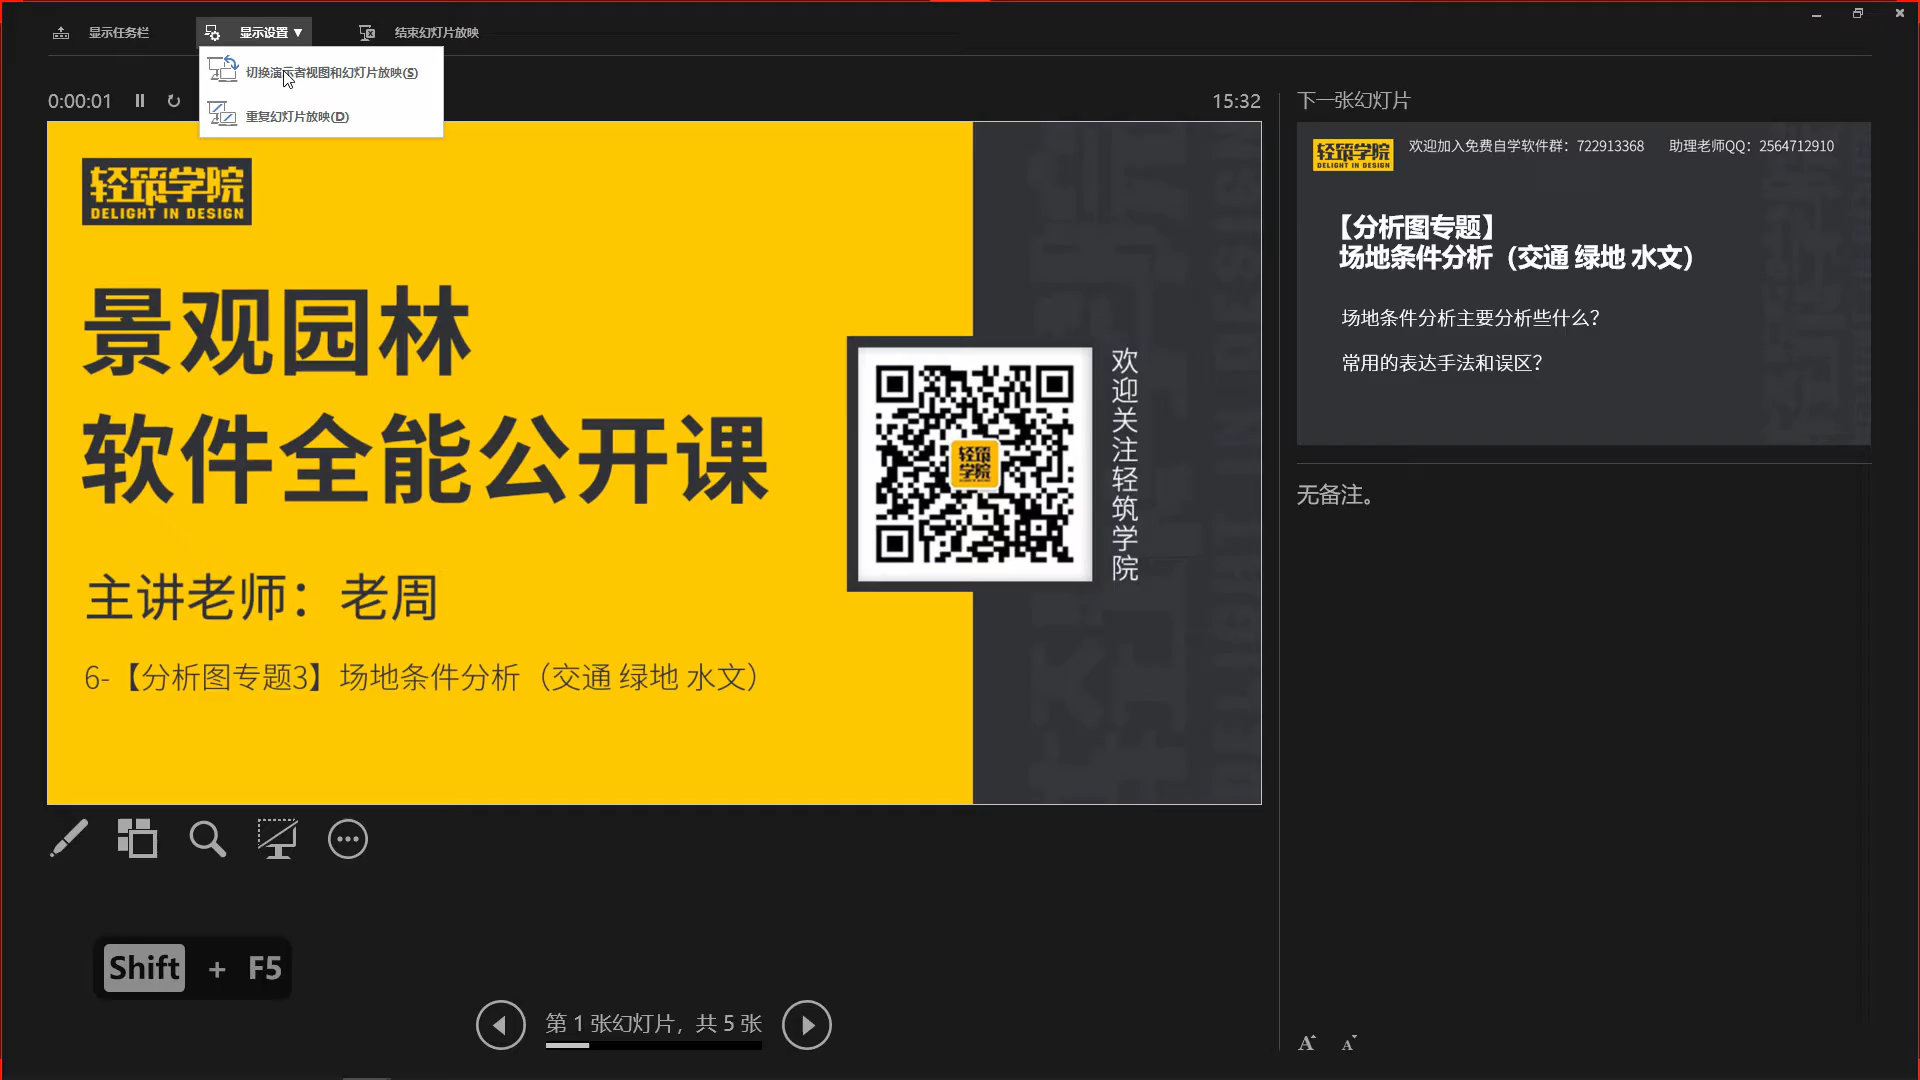 显示任务栏
显示设置 ▼
结束幻灯片放映
切换演示者视图和幻灯片放映(S)
重复幻灯片放映(D)
0:00:01
15:32
下一张幻灯片
轻筑学院
DELIGHT IN DESIGN
景观园林
软件全能公开课
主讲老师：老周
6-【分析图专题3】场地条件分析（交通 绿地 水文）
轻筑
学院
欢迎关注轻筑学院
轻筑学院
DELIGHT IN DESIGN
欢迎加入免费自学软件群：722913368 助理老师QQ：2564712910
【分析图专题】
场地条件分析（交通 绿地 水文）
场地条件分析主要分析些什么？
常用的表达手法和误区？
无备注。
Shift + F5
第 1 张幻灯片，共 5 张
A A